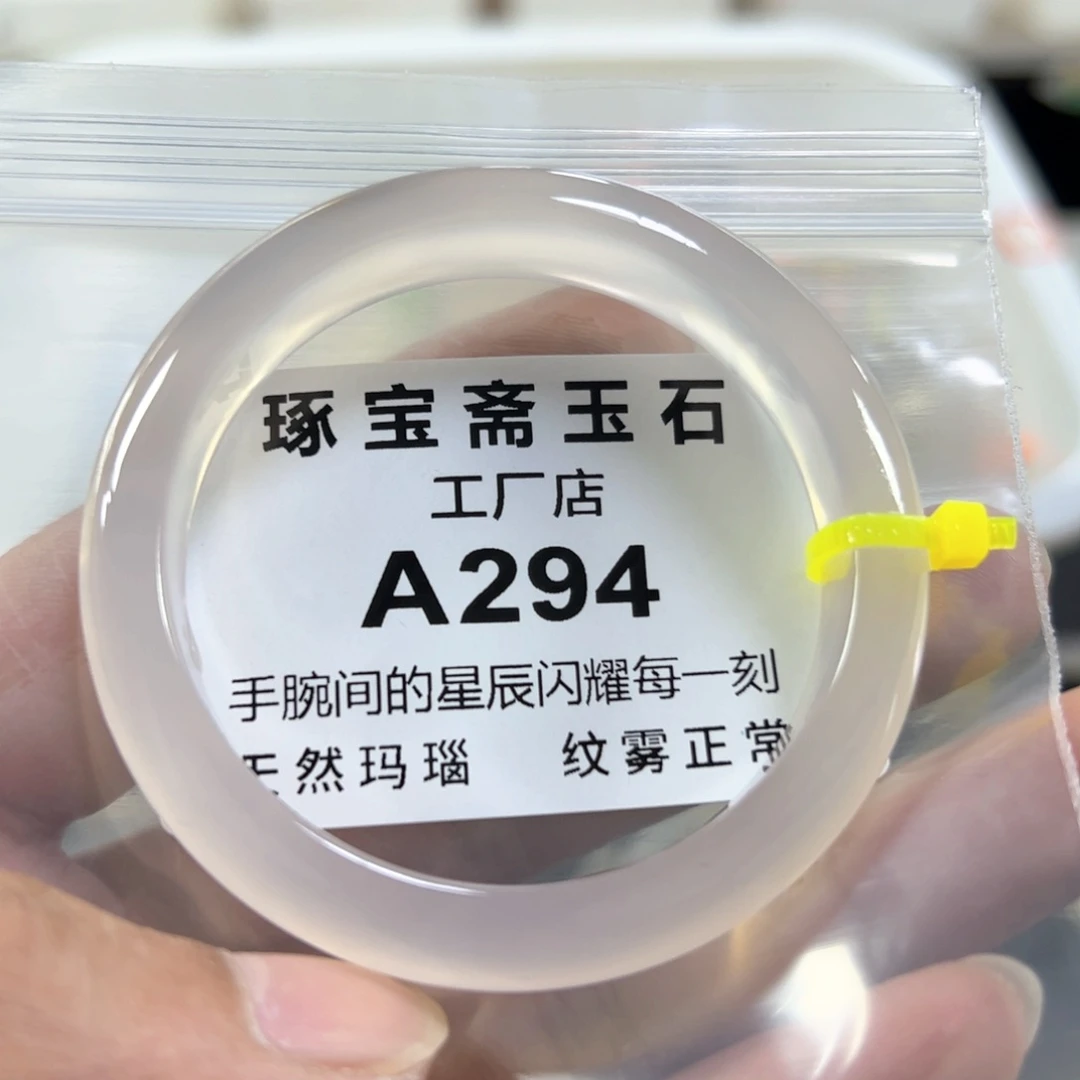 琢宝斋玉石
工厂店
A294
手腕间的星辰闪耀每一刻
天然玛瑙 纹雾正常